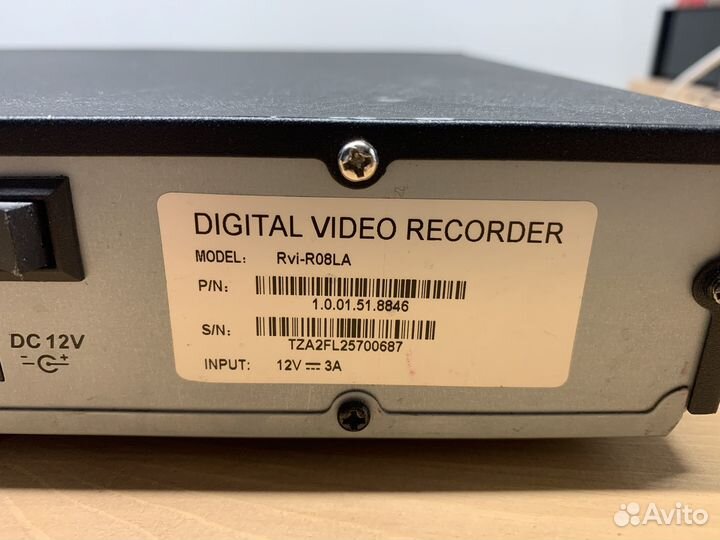 DIGITAL VIDEO RECORDER
MODEL: Rvi-R08LA
P/N:
1.0.01.51.8846
S/N:
TZA2FL25700687
INPUT: 12V ⎓ 3A
DC 12V
- +
Avito